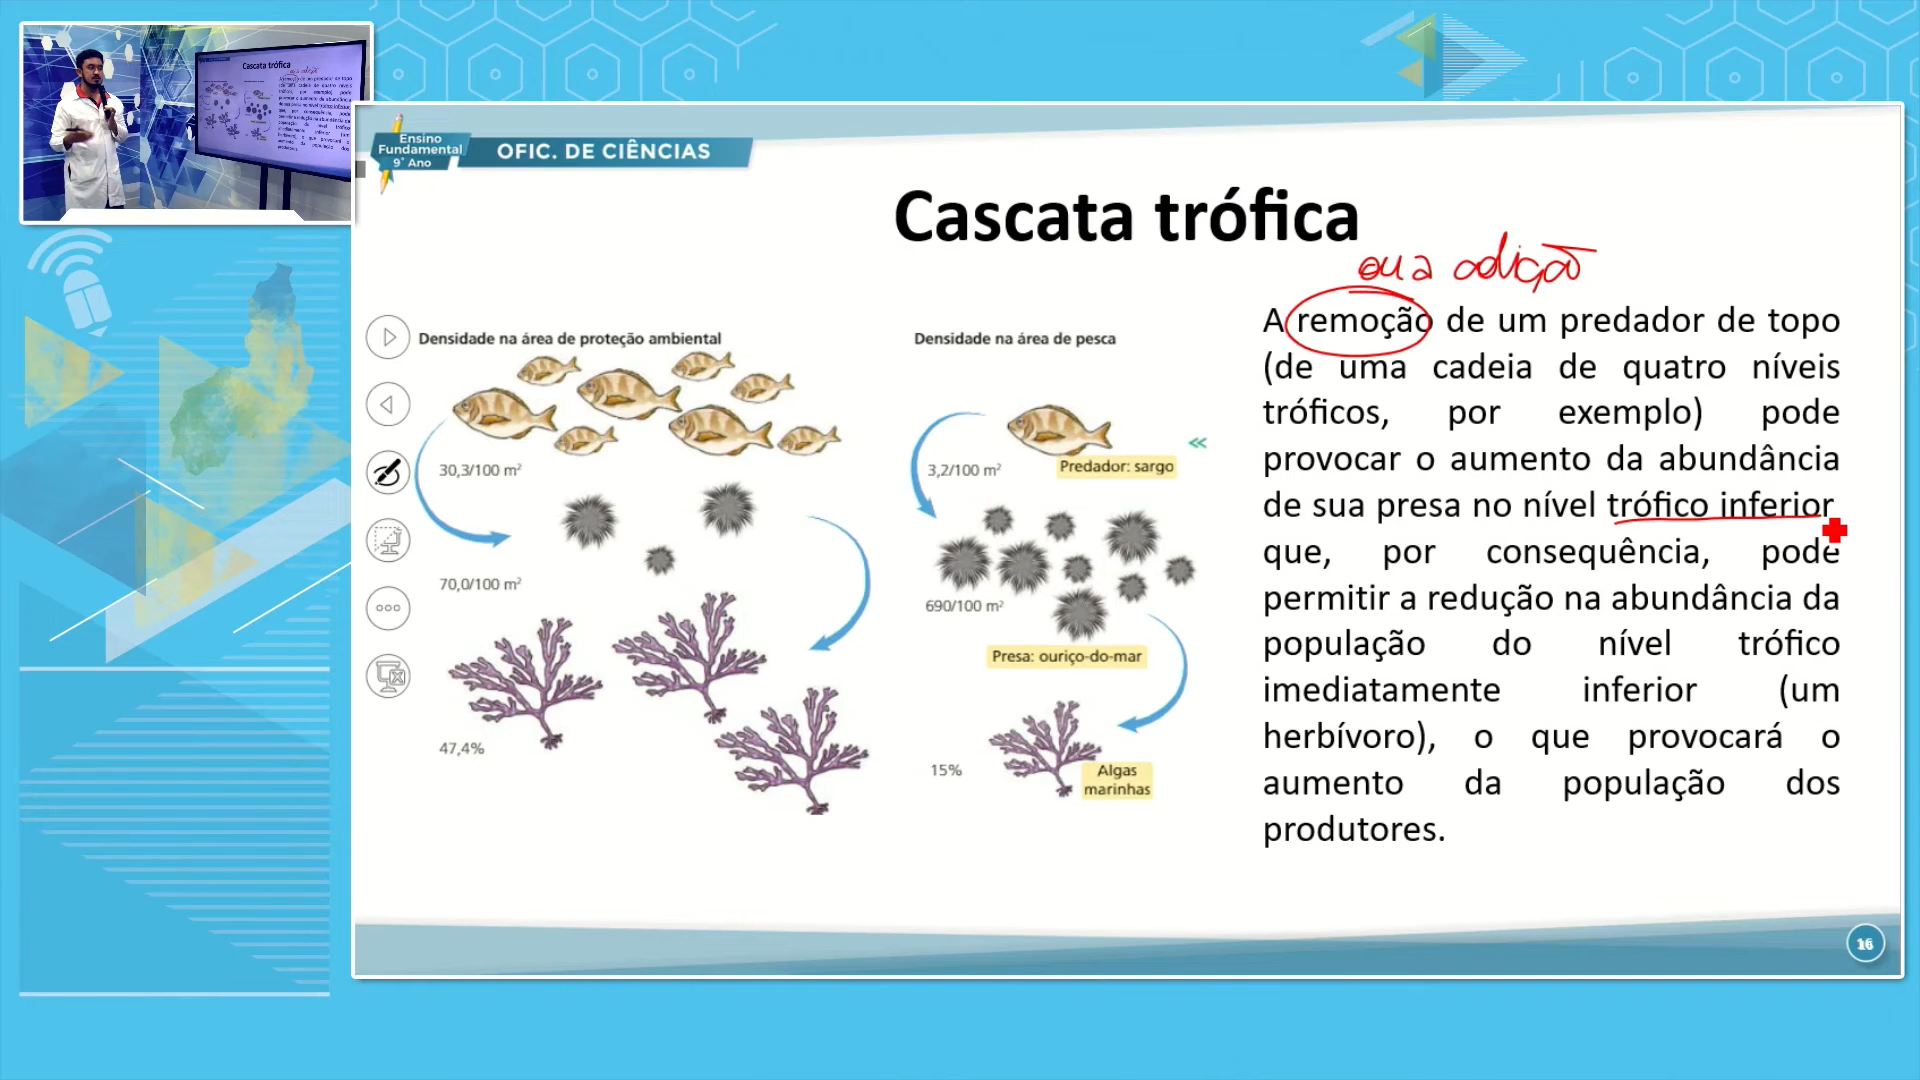 Ensino
Fundamental
9˚ Ano
OFIC. DE CIÊNCIAS
Cascata trófica
ou a adição
A remoção de um predador de topo
(de uma cadeia de quatro níveis
tróficos, por exemplo) pode
provocar o aumento da abundância
de sua presa no nível trófico inferior
que, por consequência, pode
permitir a redução na abundância da
população do nível trófico
imediatamente inferior (um
herbívoro), o que provocará o
aumento da população dos
produtores.
Densidade na área de proteção ambiental
30,3/100 m²
70,0/100 m²
47,4%
Densidade na área de pesca
3,2/100 m²
Predador: sargo
690/100 m²
Presa: ouriço-do-mar
15%
Algas
marinhas
16
Cascata trófica